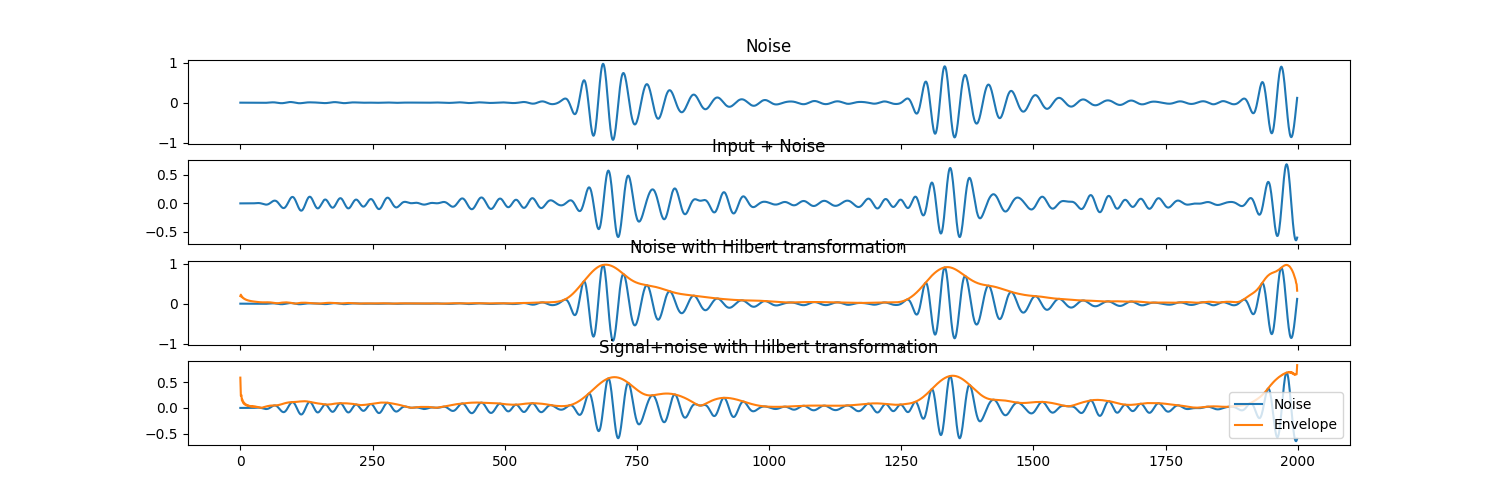 Noise
1
0
−1
Input + Noise
0.5
0.0
−0.5
Noise with Hilbert transformation
1
0
−1
Signal+noise with Hilbert transformation
0.5
0.0
−0.5
Noise
Envelope
0 250 500 750 1000 1250 1500 1750 2000